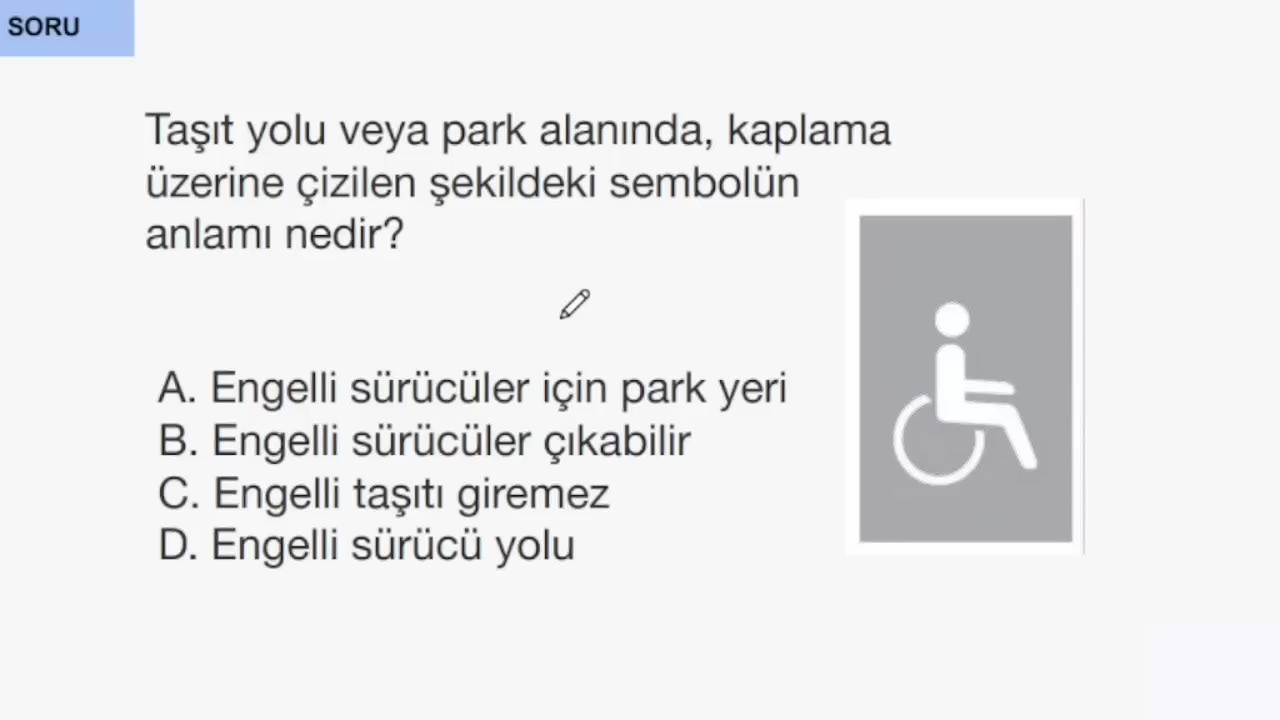 SORU
Taşıt yolu veya park alanında, kaplama
üzerine çizilen şekildeki sembolün
anlamı nedir?
A. Engelli sürücüler için park yeri
B. Engelli sürücüler çıkabilir
C. Engelli taşıtı giremez
D. Engelli sürücü yolu